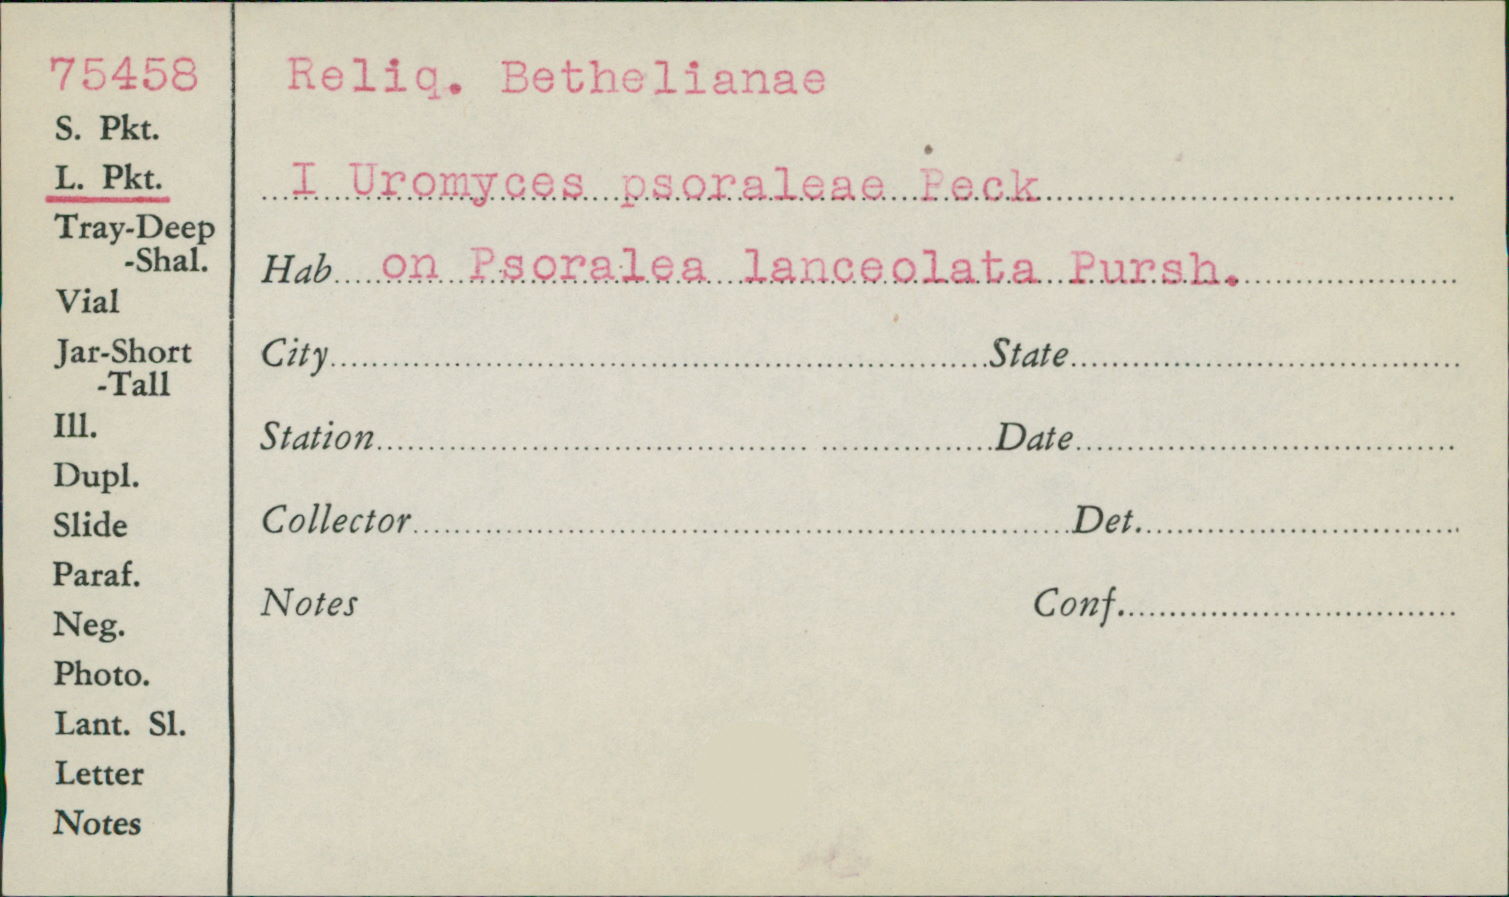 75458
S. Pkt.
L. Pkt.
Tray-Deep
-Shal.
Vial
Jar-Short
-Tall
Ill.
Dupl.
Slide
Paraf.
Neg.
Photo.
Lant. Sl.
Letter
Notes
Reliq. Bethelianae
I Uromyces psoraleae Peck
Hab on Psoralea lanceolata Pursh.
City State
Station Date
Collector Det.
Notes Conf.